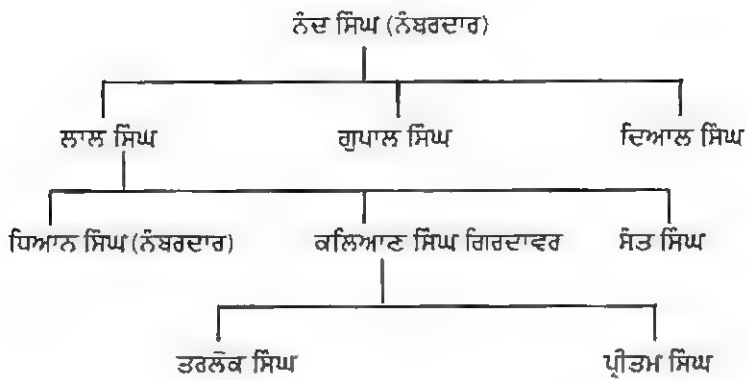 ਨੰਦ ਸਿੰਘ (ਨੰਬਰਦਾਰ)
ਲਾਲ ਸਿੰਘ ਗੁਪਾਲ ਸਿੰਘ ਦਿਆਲ ਸਿੰਘ
ਧਿਆਨ ਸਿੰਘ (ਨੰਬਰਦਾਰ) ਕਲਿਆਣ ਸਿੰਘ ਗਿਰਦਾਵਰ ਸੰਤ ਸਿੰਘ
ਤਰਲੋਕ ਸਿੰਘ ਪ੍ਰੀਤਮ ਸਿੰਘ